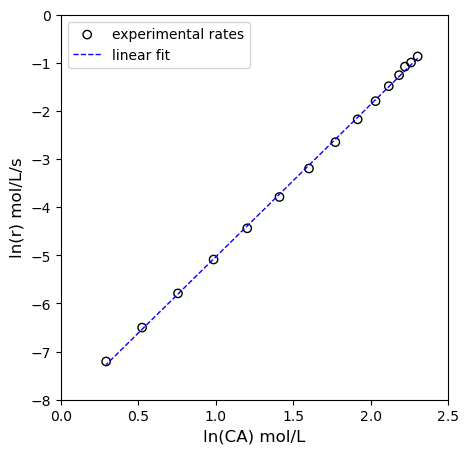 0
−1
−2
−3
−4
−5
−6
−7
−8
0.0 0.5 1.0 1.5 2.0 2.5
ln(r) mol/L/s
ln(CA) mol/L
experimental rates
linear fit